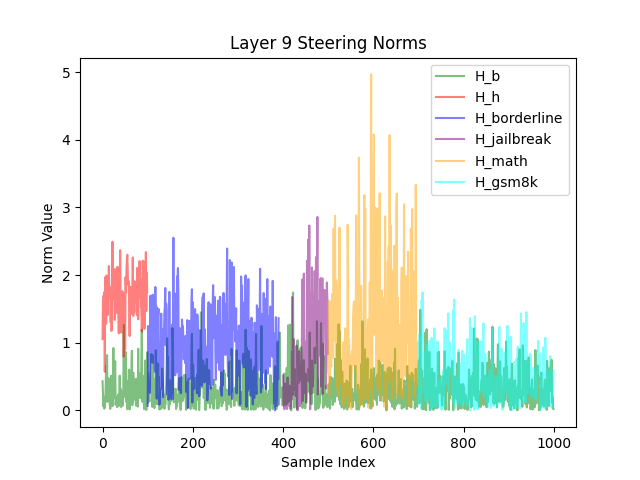 Layer 9 Steering Norms
Norm Value
5
4
3
2
1
0
H_b
H_h
H_borderline
H_jailbreak
H_math
H_gsm8k
0 200 400 600 800 1000
Sample Index